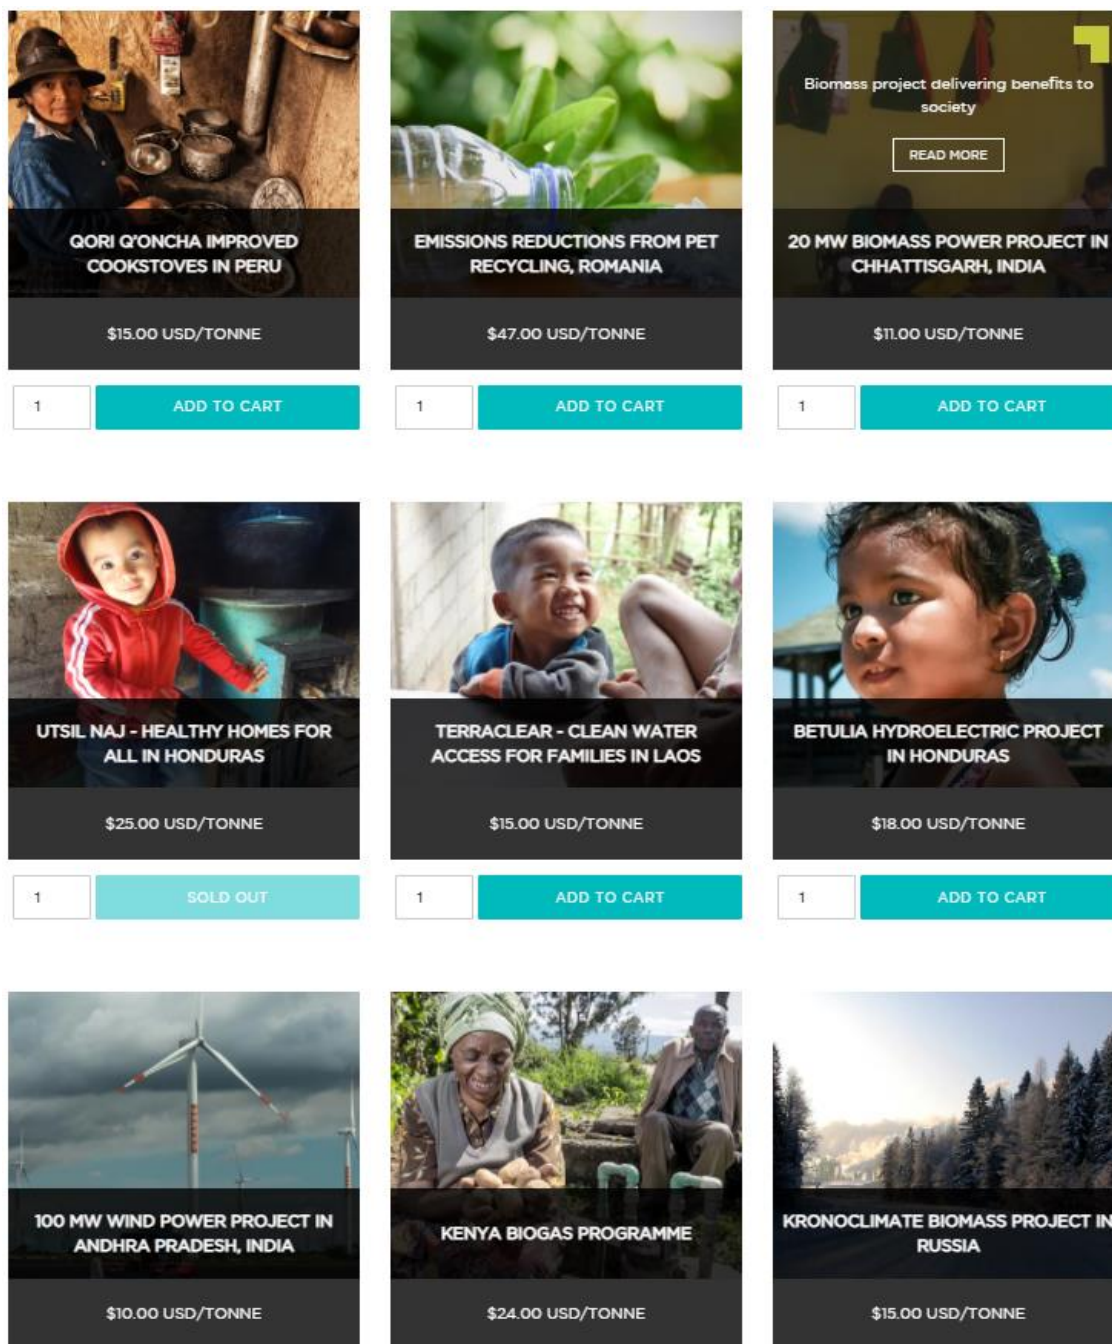 QORI Q'ONCHA IMPROVED
COOKSTOVES IN PERU
$15.00 USD/TONNE
1
ADD TO CART
EMISSIONS REDUCTIONS FROM PET
RECYCLING, ROMANIA
$47.00 USD/TONNE
1
ADD TO CART
Biomass project delivering benefits to
society
READ MORE
20 MW BIOMASS POWER PROJECT IN
CHHATTISGARH, INDIA
$11.00 USD/TONNE
1
ADD TO CART
UTSIL NAJ - HEALTHY HOMES FOR
ALL IN HONDURAS
$25.00 USD/TONNE
1
SOLD OUT
TERRACLEAR - CLEAN WATER
ACCESS FOR FAMILIES IN LAOS
$15.00 USD/TONNE
1
ADD TO CART
BETULIA HYDROELECTRIC PROJECT
IN HONDURAS
$18.00 USD/TONNE
1
ADD TO CART
100 MW WIND POWER PROJECT IN
ANDHRA PRADESH, INDIA
$10.00 USD/TONNE
KENYA BIOGAS PROGRAMME
$24.00 USD/TONNE
KRONOCLIMATE BIOMASS PROJECT IN
RUSSIA
$15.00 USD/TONNE